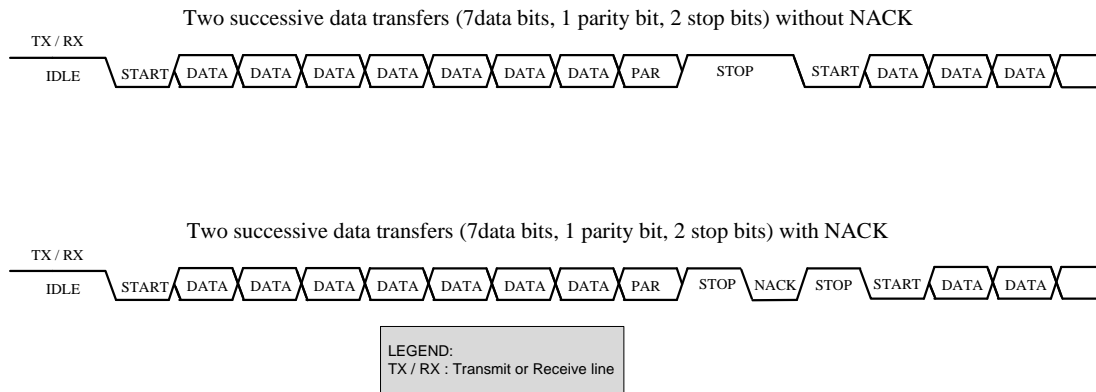 Two successive data transfers (7data bits, 1 parity bit, 2 stop bits) without NACK
TX / RX
IDLE START DATA DATA DATA DATA DATA DATA DATA PAR STOP START DATA DATA DATA
Two successive data transfers (7data bits, 1 parity bit, 2 stop bits) with NACK
TX / RX
IDLE START DATA DATA DATA DATA DATA DATA DATA PAR STOP NACK STOP START DATA DATA
LEGEND:
TX / RX : Transmit or Receive line